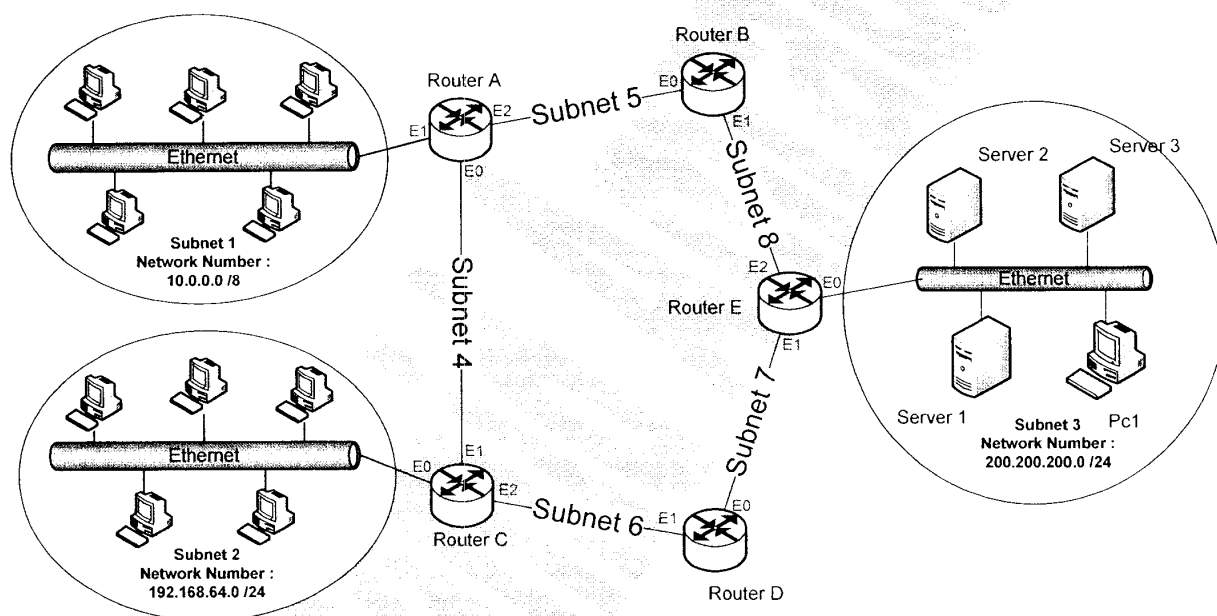 Router B
E0
E1
Router A
E1
E2
E0
Subnet 5
Ethernet
Subnet 1
Network Number :
10.0.0.0 /8
Subnet 8
Server 2
Server 3
Ethernet
Server 1
Pc1
Subnet 3
Network Number :
200.200.200.0 /24
E2
E0
Router E
E1
Subnet 4
Subnet 7
Ethernet
Subnet 2
Network Number :
192.168.64.0 /24
E1
E0
E2
Router C
Subnet 6
E1
E0
Router D